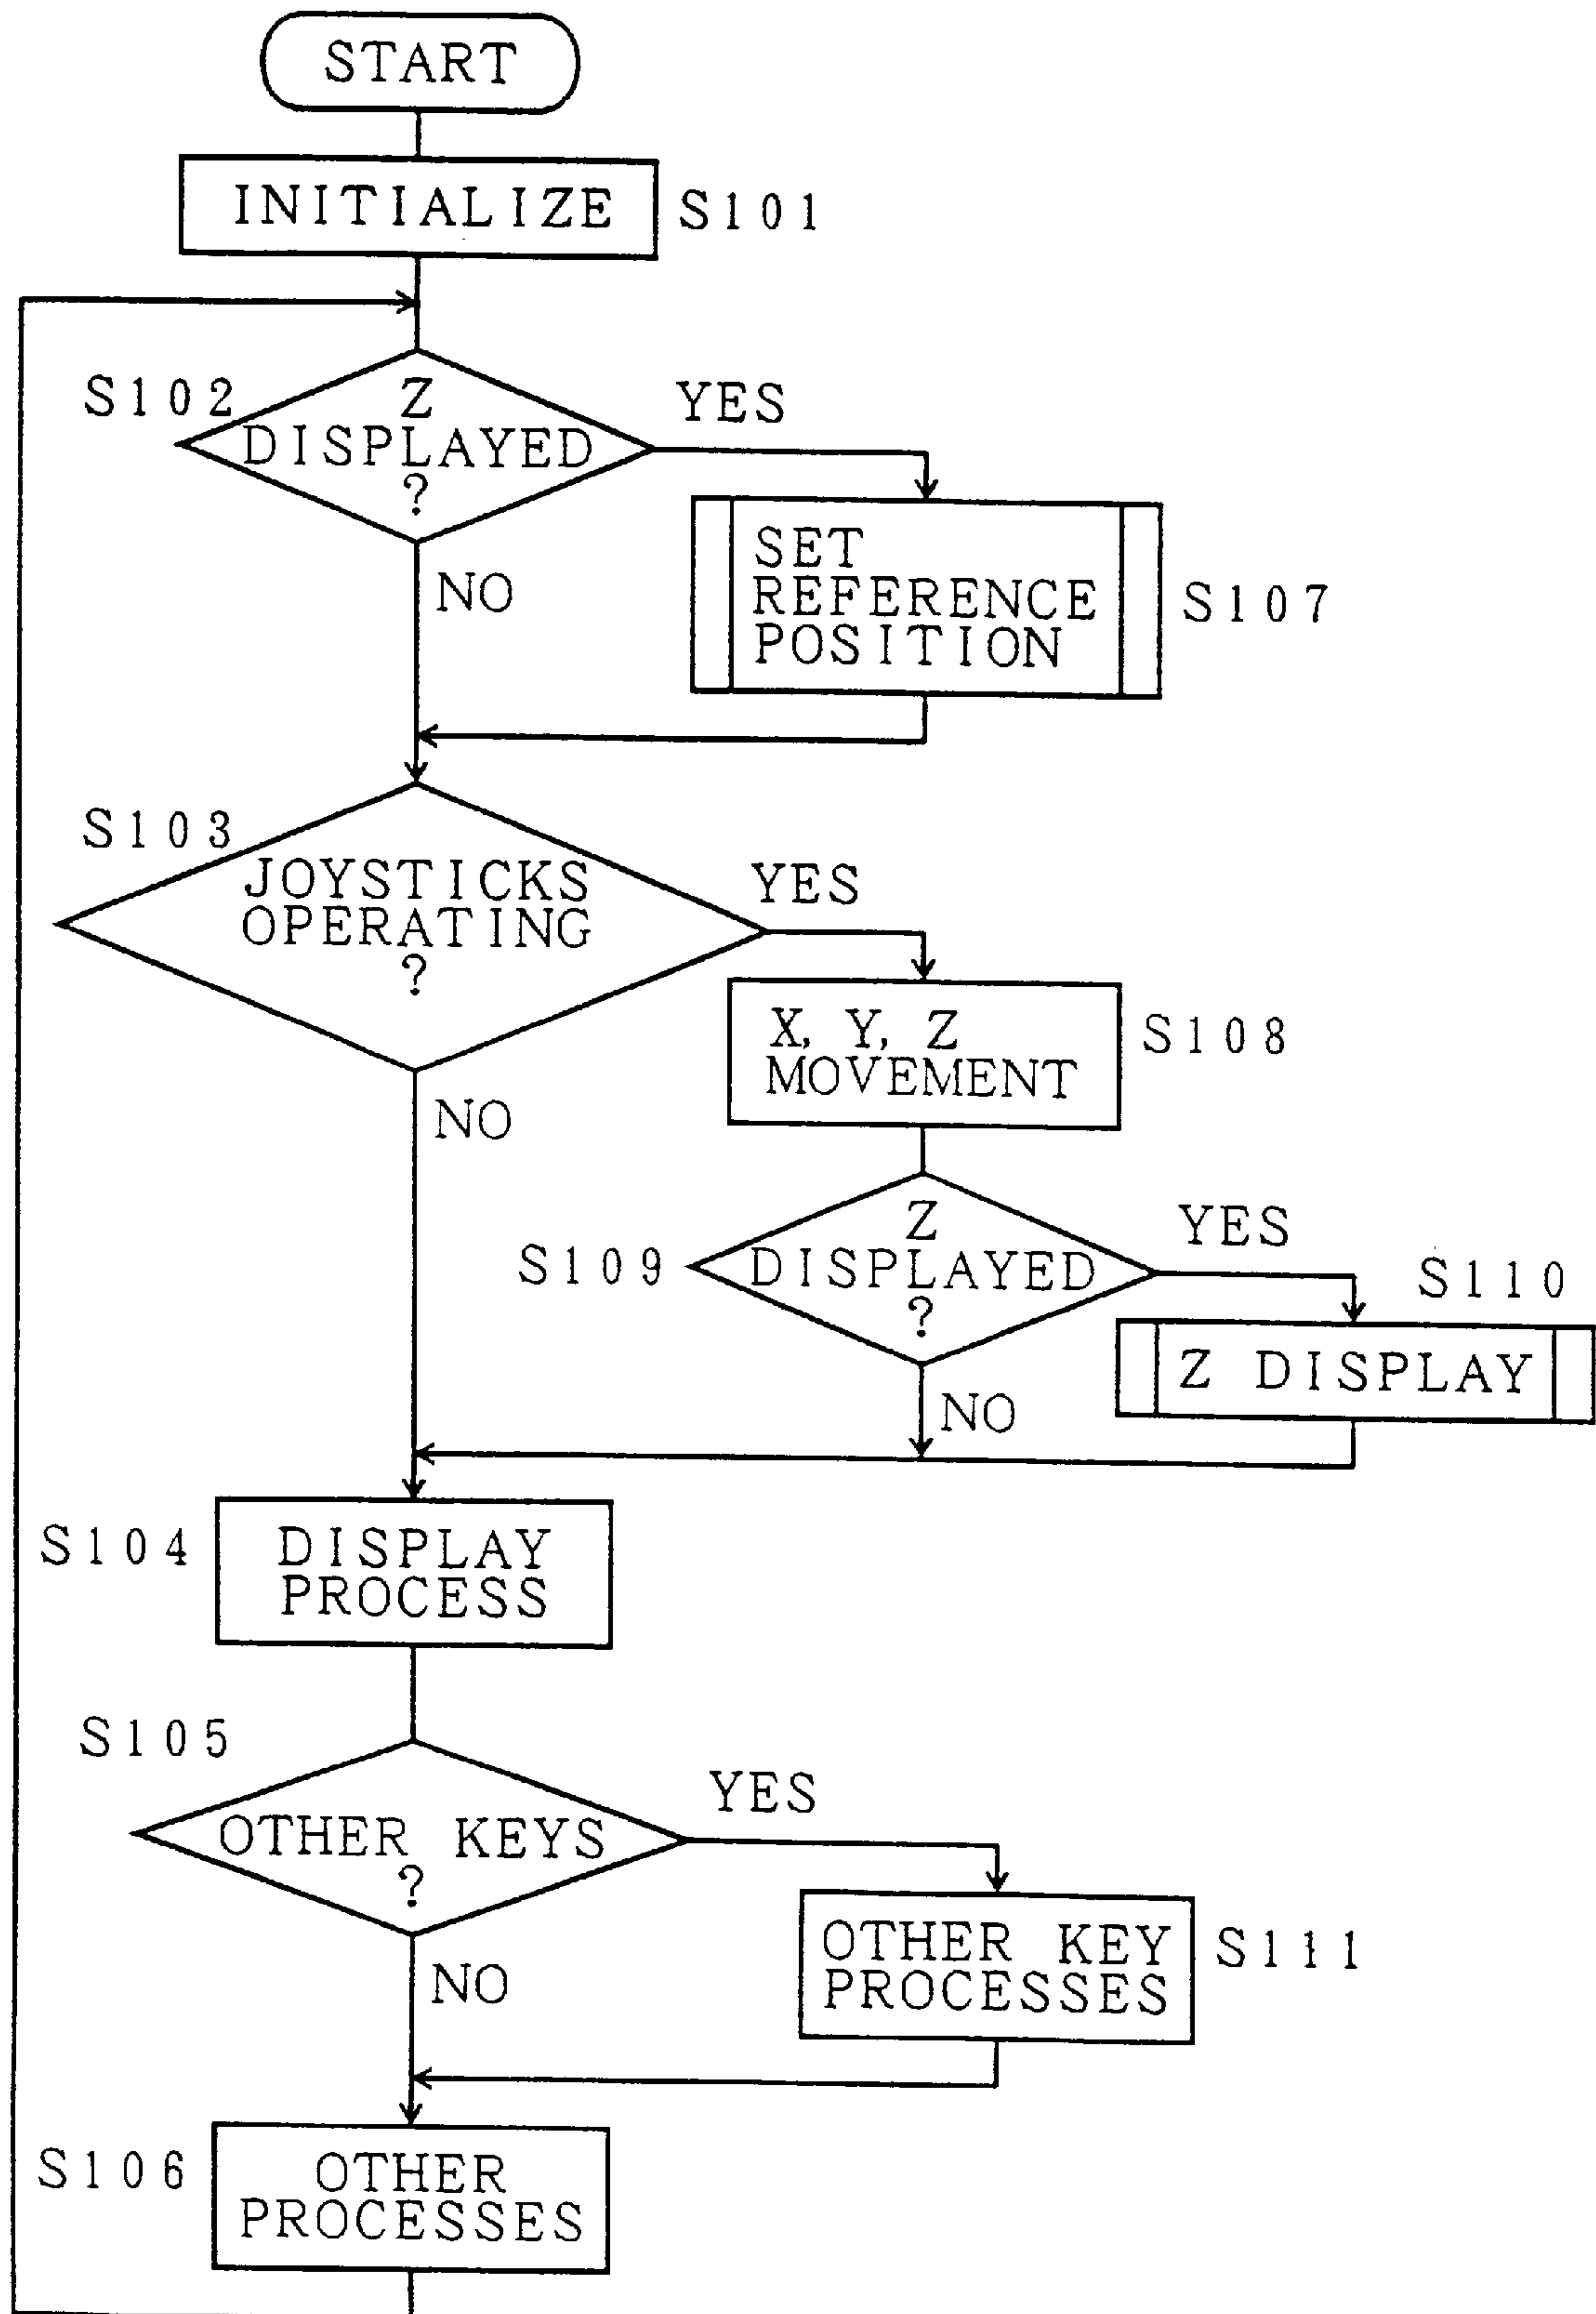 START
INITIALIZE
S101
S102
Z
DISPLAYED
?
YES
NO
SET
REFERENCE
POSITION
S107
S103
JOYSTICKS
OPERATING
?
YES
NO
X, Y, Z
MOVEMENT
S108
S109
Z
DISPLAYED
?
YES
NO
S110
Z DISPLAY
S104
DISPLAY
PROCESS
S105
OTHER KEYS
?
YES
NO
OTHER KEY
PROCESSES
S111
S106
OTHER
PROCESSES